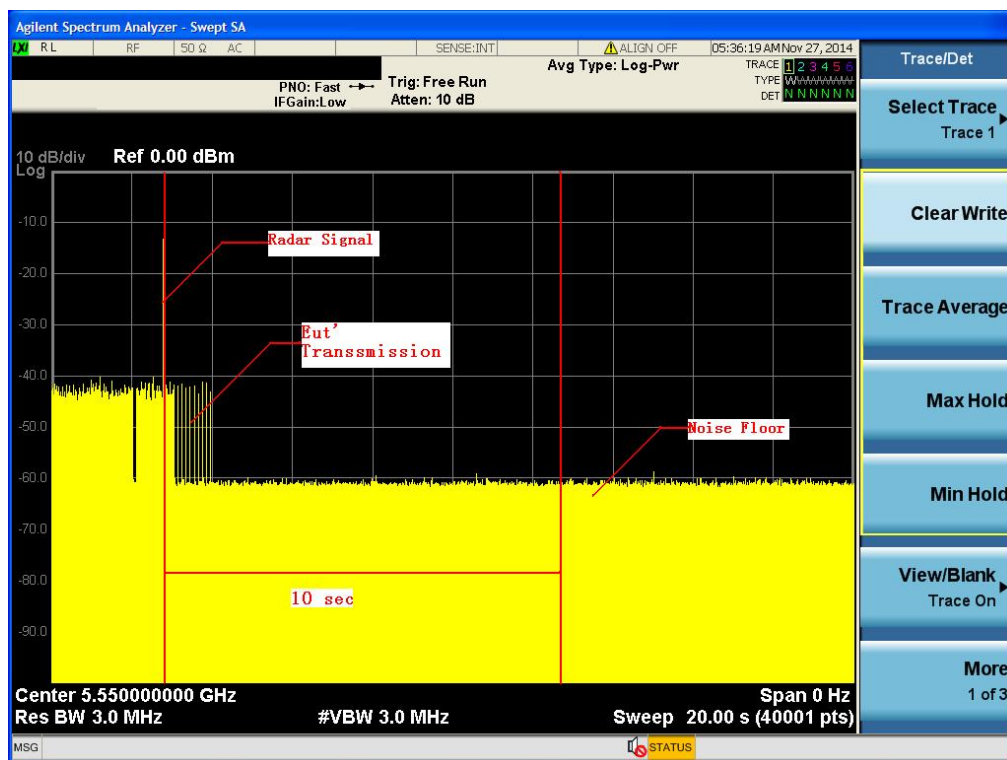 Agilent Spectrum Analyzer - Swept SA
LXI RL RF 50 Ω AC SENSE:INT ALIGN OFF 05:36:19 AM Nov 27, 2014
Avg Type: Log-Pwr TRACE 1 2 3 4 5 6
PNO: Fast Trig: Free Run TYPE
IFGain:Low Atten: 10 dB DET N N N N N N
10 dB/div Ref 0.00 dBm
Log
-10.0
Radar Signal
-20.0
-30.0
Eut'
Transsmission
-40.0
-50.0
Noise Floor
-60.0
-70.0
-80.0
10 sec
-90.0
Center 5.550000000 GHz Span 0 Hz
Res BW 3.0 MHz #VBW 3.0 MHz Sweep 20.00 s (40001 pts)
MSG STATUS
Trace/Det
Select Trace
Trace 1
Clear Write
Trace Average
Max Hold
Min Hold
View/Blank
Trace On
More
1 of 3